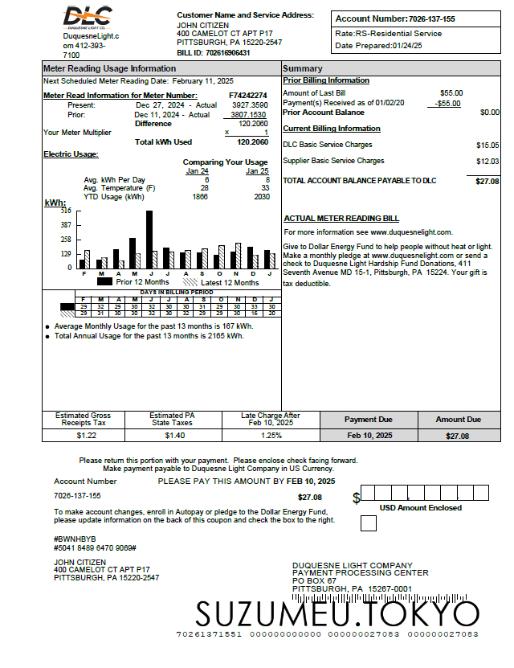 DLC
DUQUESNE LIGHT CO.
DuquesneLight.c
om 412-393-
7100
Customer Name and Service Address:
JOHN CITIZEN
400 CAMELOT CT APT P17
PITTSBURGH, PA 15220-2547
BILL ID: 702616906431
Account Number: 7026-137-155
Rate:RS-Residential Service
Date Prepared:01/24/25
Meter Reading Usage Information
Next Scheduled Meter Reading Date: February 11, 2025
Meter Read Information for Meter Number: F74242274
Present: Dec 27, 2024 - Actual 3927.3590
Prior: Dec 11, 2024 - Actual 3807.1530
Difference 120.2060
Your Meter Multiplier x 1
Total kWh Used 120.2060
Electric Usage:
Comparing Your Usage
Jan 24 Jan 25
Avg. kWh Per Day 6 8
Avg. Temperature (F) 28 33
YTD Usage (kWh) 1866 2030
kWh:
516
387
258
129
0
F M A M J J A S O N D J
Prior 12 Months Latest 12 Months
DAYS IN BILLING PERIOD
F M A M J J A S O N D J
29 32 29 30 32 30 30 31 29 30 33 30
29 31 30 30 31 30 29 30 30 16 30
• Average Monthly Usage for the past 13 months is 167 kWh.
• Total Annual Usage for the past 13 months is 2165 kWh.
Summary
Prior Billing Information
Amount of Last Bill $55.00
Payment(s) Received as of 01/02/20 -$55.00
Prior Account Balance $0.00
Current Billing Information
DLC Basic Service Charges $15.05
Supplier Basic Service Charges $12.03
TOTAL ACCOUNT BALANCE PAYABLE TO DLC $27.08
ACTUAL METER READING BILL
For more information see www.duquesnelight.com.
Give to Dollar Energy Fund to help people without heat or light.
Make a monthly pledge at www.duquesnelight.com or send a
check to Duquesne Light Hardship Fund Donations, 411
Seventh Avenue MD 15-1, Pittsburg, PA 15224. Your gift is
tax deductible.
Estimated Gross Receipts Tax $1.22
Estimated PA State Taxes $1.40
Late Charge After Feb 10, 2025 1.25%
Payment Due Feb 10, 2025
Amount Due $27.08
Please return this portion with your payment. Please enclose check facing forward.
Make payment payable to Duquesne Light Company in US Currency.
Account Number PLEASE PAY THIS AMOUNT BY FEB 10, 2025
7026-137-155 $27.08 $
USD Amount Enclosed
To make account changes, enroll in Autopay or pledge to the Dollar Energy Fund,
please update information on the back of this coupon and check the box to the right.
#BWNHBYB
#5041 8489 6470 9069#
JOHN CITIZEN
400 CAMELOT CT APT P17
PITTSBURGH, PA 15220-2547
DUQUESNE LIGHT COMPANY
PAYMENT PROCESSING CENTER
PO BOX 67
PITTSBURGH, PA 15267-0001
SUZUMEU.TOKYO
70261371551 000000000000 000000027083 000000027083